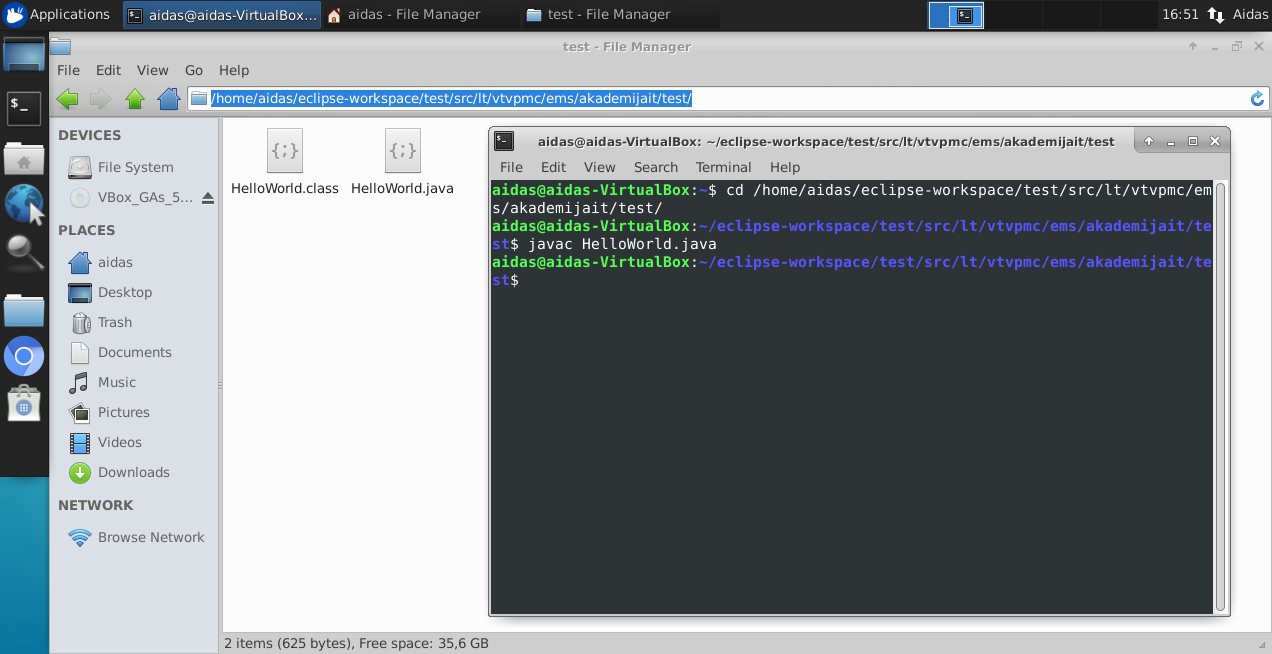 Applications aidas@aidas-VirtualBox... aidas - File Manager test - File Manager 16:51 Aidas
test - File Manager
File Edit View Go Help
/home/aidas/eclipse-workspace/test/src/lt/vtvpmc/ems/akademijait/test/
DEVICES
File System
VBox_GAs_5...
PLACES
aidas
Desktop
Trash
Documents
Music
Pictures
Videos
Downloads
NETWORK
Browse Network
{;} {;}
HelloWorld.class HelloWorld.java
aidas@aidas-VirtualBox: ~/eclipse-workspace/test/src/lt/vtvpmc/ems/akademijait/test
File Edit View Search Terminal Help
aidas@aidas-VirtualBox:~$ cd /home/aidas/eclipse-workspace/test/src/lt/vtvpmc/em
s/akademijait/test/
aidas@aidas-VirtualBox:~/eclipse-workspace/test/src/lt/vtvpmc/ems/akademijait/te
st$ javac HelloWorld.java
aidas@aidas-VirtualBox:~/eclipse-workspace/test/src/lt/vtvpmc/ems/akademijait/te
st$
2 items (625 bytes), Free space: 35,6 GB